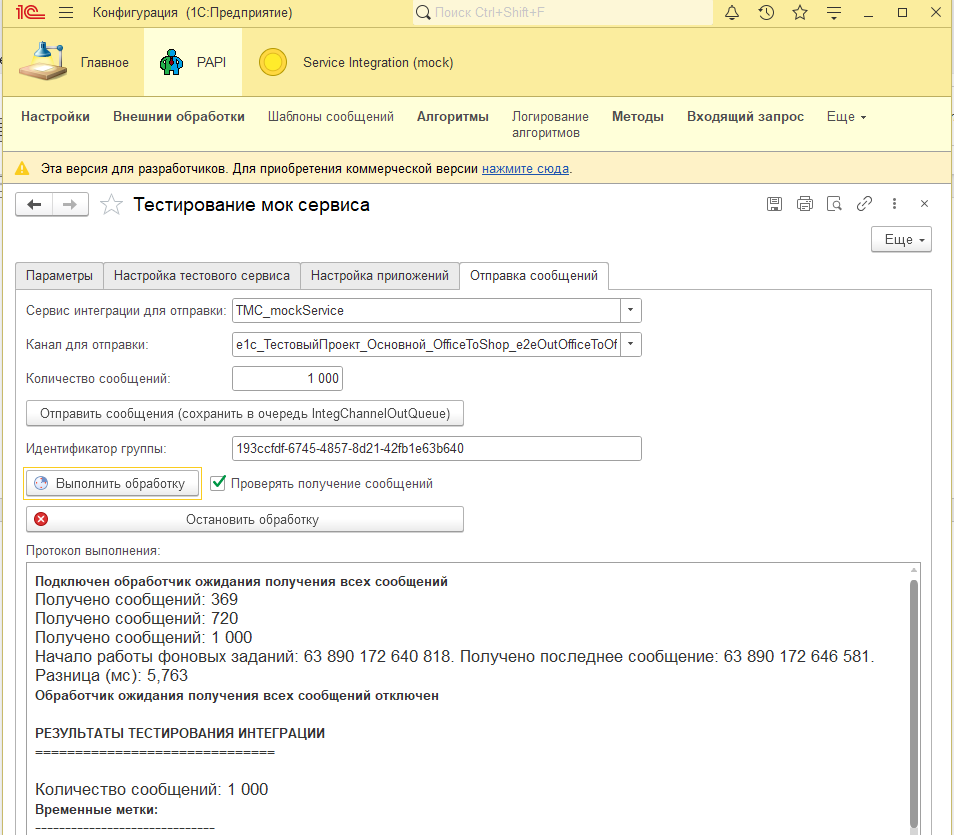 1С Конфигурация (1С:Предприятие) Поиск Ctrl+Shift+F
Главное PAPI Service Integration (mock)
Настройки Внешнии обработки Шаблоны сообщений Алгоритмы Логирование алгоритмов Методы Входящий запрос Еще
Эта версия для разработчиков. Для приобретения коммерческой версии нажмите сюда.
Тестирование мок сервиса
Еще
Параметры Настройка тестового сервиса Настройка приложений Отправка сообщений
Сервис интеграции для отправки: TMC_mockService
Канал для отправки: e1c_ТестовыйПроект_Основной_OfficeToShop_e2eOutOfficeToOf
Количество сообщений: 1 000
Отправить сообщения (сохранить в очередь IntegChannelOutQueue)
Идентификатор группы: 193ccfdf-6745-4857-8d21-42fb1e63b640
Выполнить обработку Проверять получение сообщений
Остановить обработку
Протокол выполнения:
Подключен обработчик ожидания получения всех сообщений
Получено сообщений: 369
Получено сообщений: 720
Получено сообщений: 1 000
Начало работы фоновых заданий: 63 890 172 640 818. Получено последнее сообщение: 63 890 172 646 581.
Разница (мс): 5,763
Обработчик ожидания получения всех сообщений отключен
РЕЗУЛЬТАТЫ ТЕСТИРОВАНИЯ ИНТЕГРАЦИИ
==============================
Количество сообщений: 1 000
Временные метки:
------------------------------